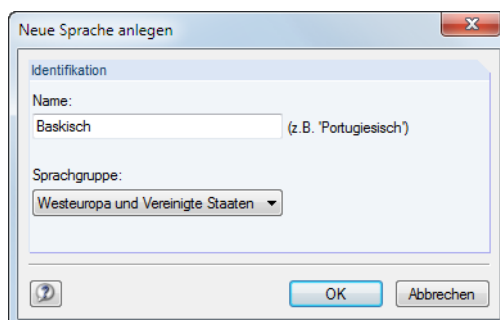 Neue Sprache anlegen
Identifikation
Name:
Baskisch (z.B. 'Portugiesisch')
Sprachgruppe:
Westeuropa und Vereinigte Staaten
OK Abbrechen